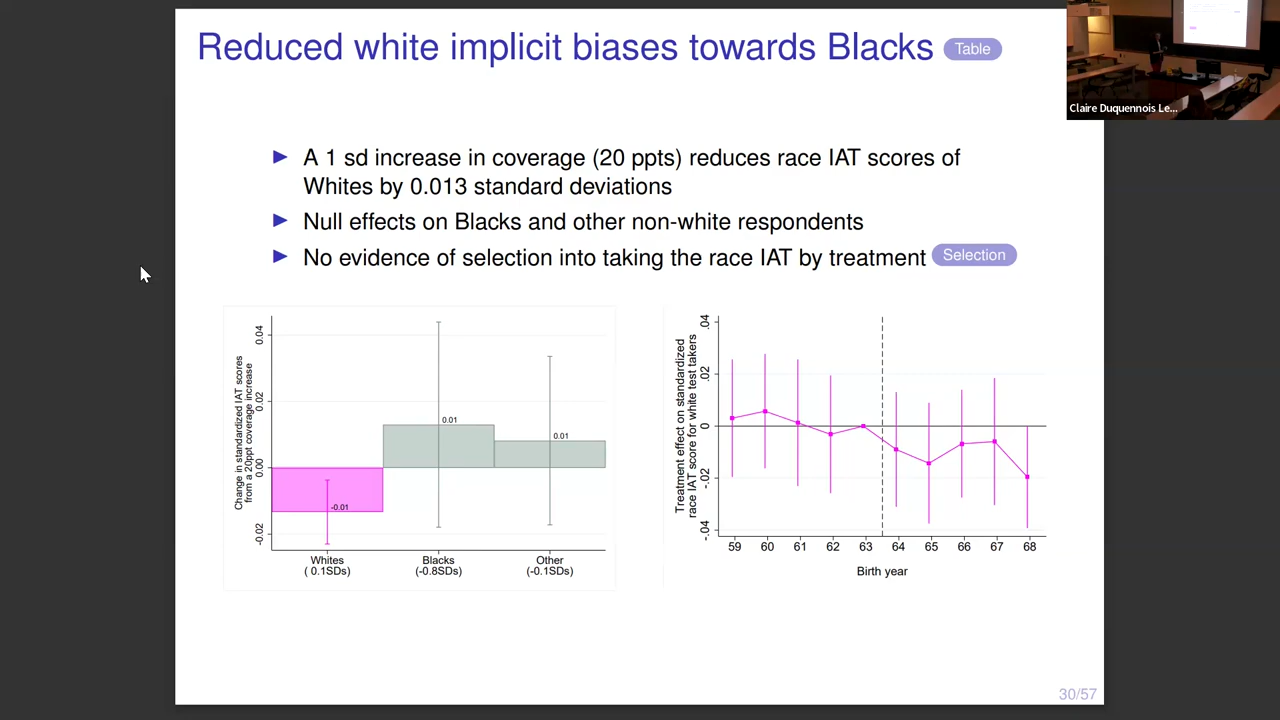 Reduced white implicit biases towards Blacks Table
Claire Duquennois Le...
A 1 sd increase in coverage (20 ppts) reduces race IAT scores of
Whites by 0.013 standard deviations
Null effects on Blacks and other non-white respondents
No evidence of selection into taking the race IAT by treatment Selection
Change in standardized IAT scores
from a 20ppt coverage increase
0.04
0.02
0.00
-0.02
-0.01
0.01
0.01
Whites
( 0.1SDs)
Blacks
(-0.8SDs)
Other
(-0.1SDs)
Treatment effect on standardized
race IAT score for white test takers
.04
.02
0
-.02
-.04
59 60 61 62 63 64 65 66 67 68
Birth year
30/57